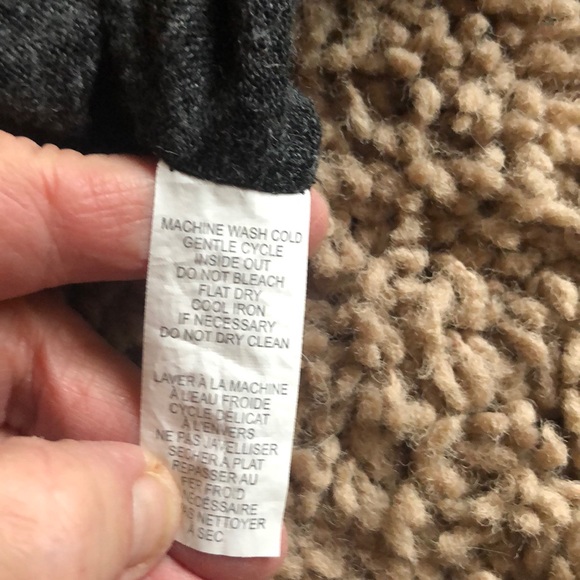 MACHINE WASH COLD
GENTLE CYCLE
INSIDE OUT
DO NOT BLEACH
FLAT DRY
COOL IRON
IF NECESSARY
DO NOT DRY CLEAN
LAVER À LA MACHINE
À L'EAU FROIDE
CYCLE DELICAT
À L'ENVERS
NE PAS JAVELLISER
SÉCHER À PLAT
REPASSER AU
FER FROID
NÉCESSAIRE
NETTOYER
À SEC